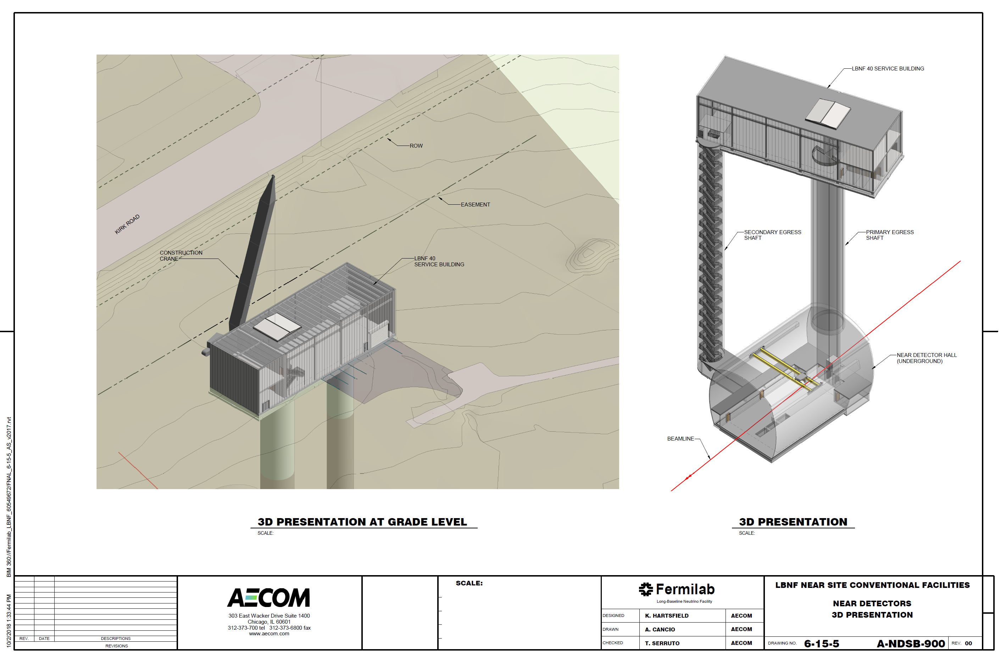 ROW
EASEMENT
KIRK ROAD
CONSTRUCTION
CRANE
LBNF 40
SERVICE BUILDING
3D PRESENTATION AT GRADE LEVEL
SCALE:
LBNF 40 SERVICE BUILDING
SECONDARY EGRESS
SHAFT
PRIMARY EGRESS
SHAFT
NEAR DETECTOR HALL
(UNDERGROUND)
BEAMLINE
3D PRESENTATION
SCALE:
BIM 360://Fermilab_LBNF_60549672/FNAL_6-15-5_AS_v2017.rvt
10/2/2018 1:33:44 PM
REV. DATE DESCRIPTIONS
REVISIONS
AECOM
303 East Wacker Drive Suite 1400
Chicago, IL 60601
312-373-700 tel 312-373-6800 fax
www.aecom.com
SCALE:
Fermilab
Long-Baseline Neutrino Facility
DESIGNED K. HARTSFIELD AECOM
DRAWN A. CANCIO AECOM
CHECKED T. SERRUTO AECOM
LBNF NEAR SITE CONVENTIONAL FACILITIES
NEAR DETECTORS
3D PRESENTATION
DRAWING NO. 6-15-5 A-NDSB-900 REV. 00